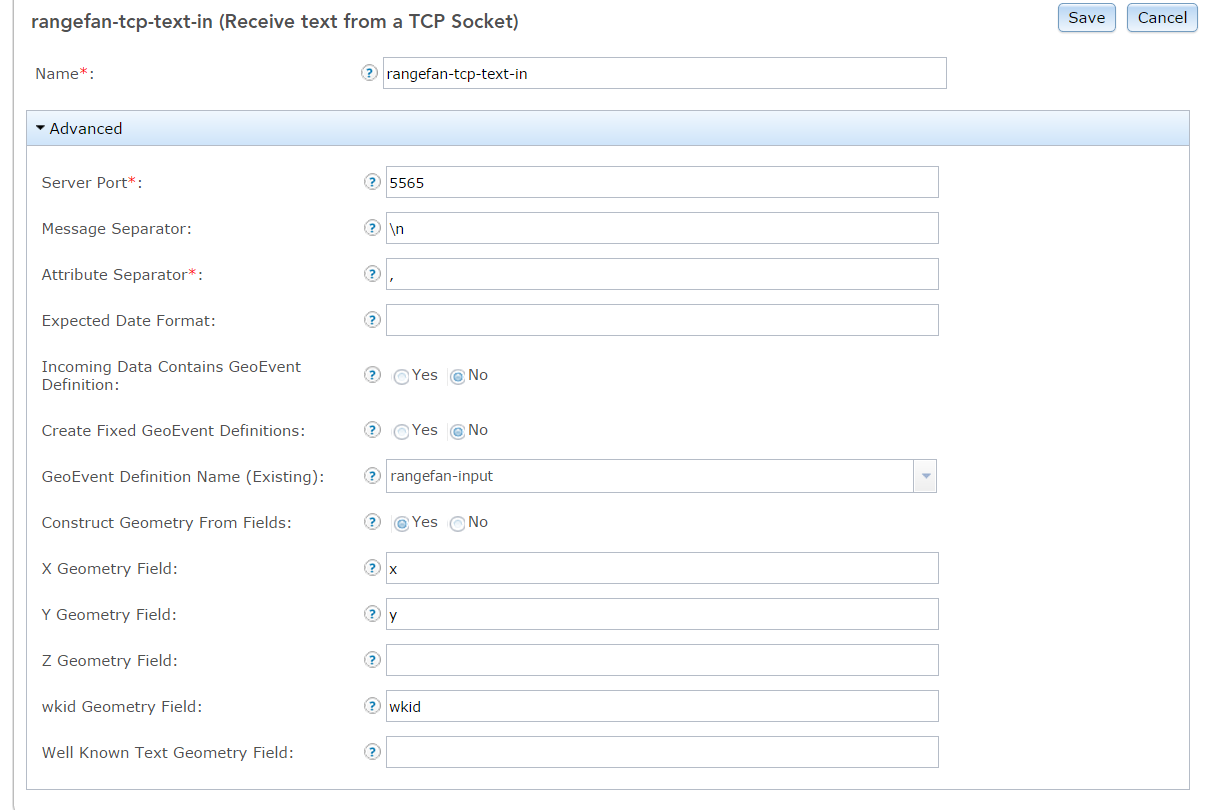 rangefan-tcp-text-in (Receive text from a TCP Socket)
Save
Cancel
Name*:
?
rangefan-tcp-text-in
Advanced
Server Port*:
?
5565
Message Separator:
?
\n
Attribute Separator*:
?
,
Expected Date Format:
?
Incoming Data Contains GeoEvent
Definition:
?
Yes
No
Create Fixed GeoEvent Definitions:
?
Yes
No
GeoEvent Definition Name (Existing):
?
rangefan-input
Construct Geometry From Fields:
?
Yes
No
X Geometry Field:
?
x
Y Geometry Field:
?
y
Z Geometry Field:
?
wkid Geometry Field:
?
wkid
Well Known Text Geometry Field:
?